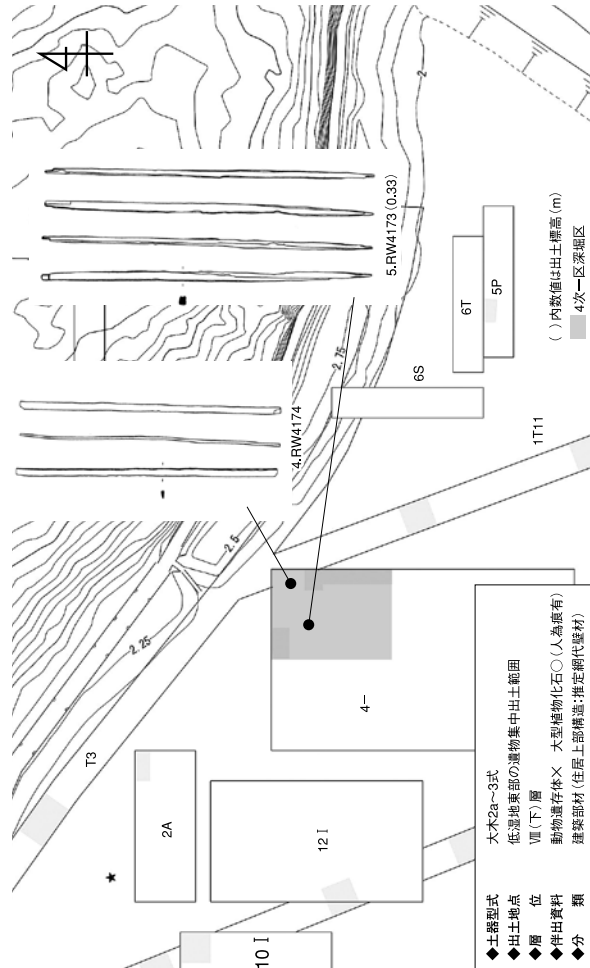 5.RW4173(0.33)
4.RW4174
2
2.75
2.5
2.25
6T
5P
6S
1T11
( )内数値は出土標高(m)
4次一区深堀区
T3
2A
12 I
10 I
4一
◆土器型式 大木2a～3式
◆出土地点 低湿地東部の遺物集中出土範囲
◆層 位 Ⅷ(下)層
◆伴出資料 動物遺存体× 大型植物化石○(人為痕有)
◆分 類 建築部材(住居上部構造:推定網代壁材)